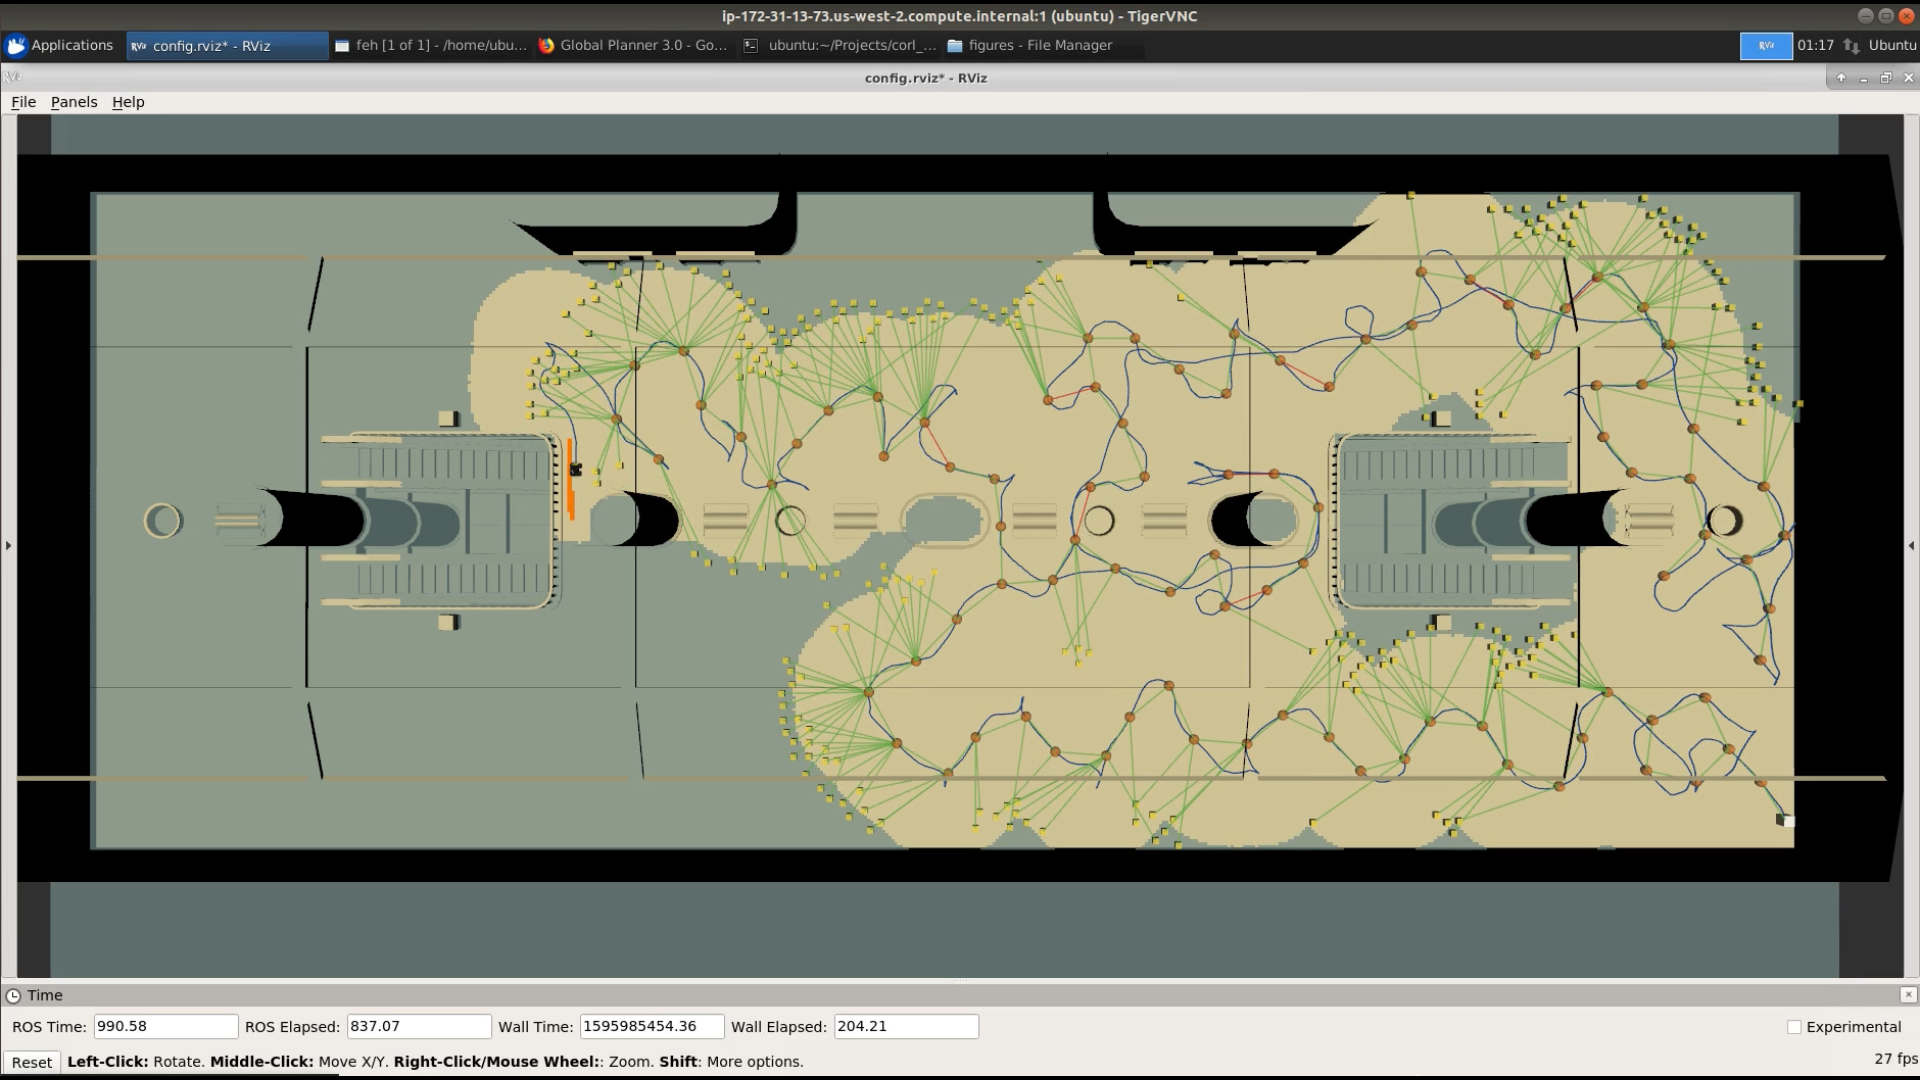 ip-172-31-13-73.us-west-2.compute.internal:1 (ubuntu) - TigerVNC
Applications RViz config.rviz* - RViz feh [1 of 1] - /home/ubu... Global Planner 3.0 - Go... ubuntu:~/Projects/corl_... figures - File Manager RViz 01:17 Ubuntu
RViz config.rviz* - RViz
File Panels Help
Time
ROS Time: 990.58 ROS Elapsed: 837.07 Wall Time: 1595985454.36 Wall Elapsed: 204.21 Experimental
Reset Left-Click: Rotate. Middle-Click: Move X/Y. Right-Click/Mouse Wheel:: Zoom. Shift: More options. 27 fps